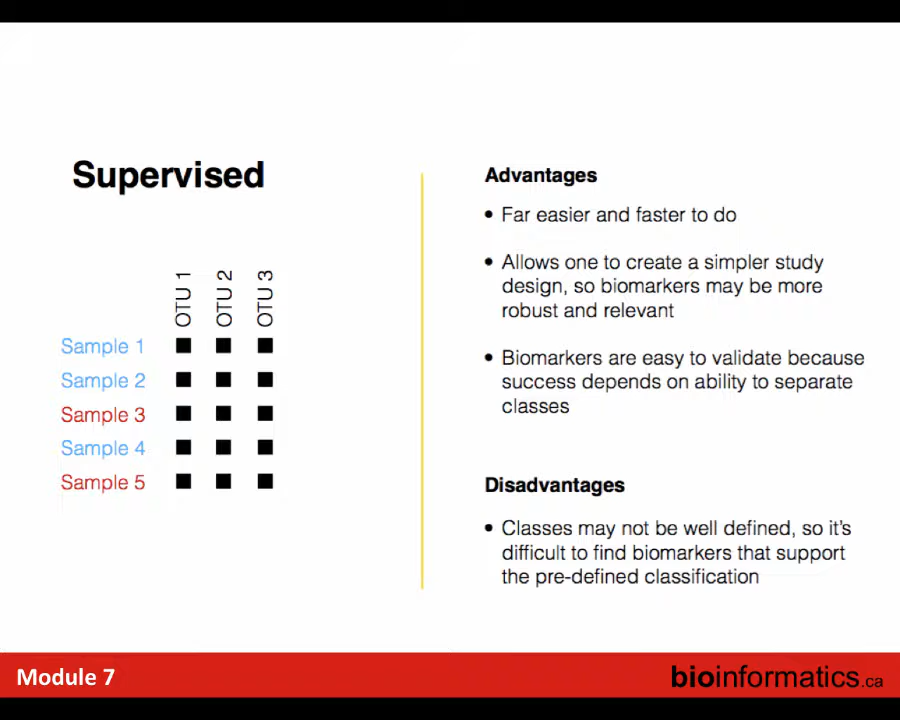 Supervised
OTU 1
OTU 2
OTU 3
Sample 1
Sample 2
Sample 3
Sample 4
Sample 5
Advantages
• Far easier and faster to do
• Allows one to create a simpler study
design, so biomarkers may be more
robust and relevant
• Biomarkers are easy to validate because
success depends on ability to separate
classes
Disadvantages
• Classes may not be well defined, so it's
difficult to find biomarkers that support
the pre-defined classification
Module 7
bioinformatics.ca